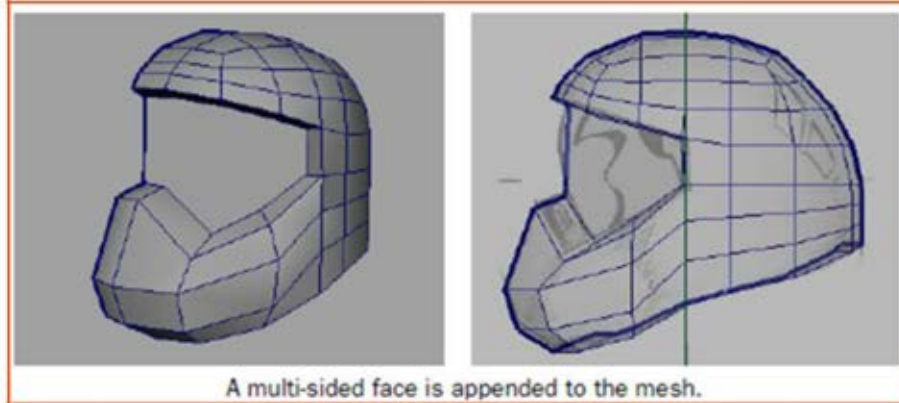 A multi-sided face is appended to the mesh.